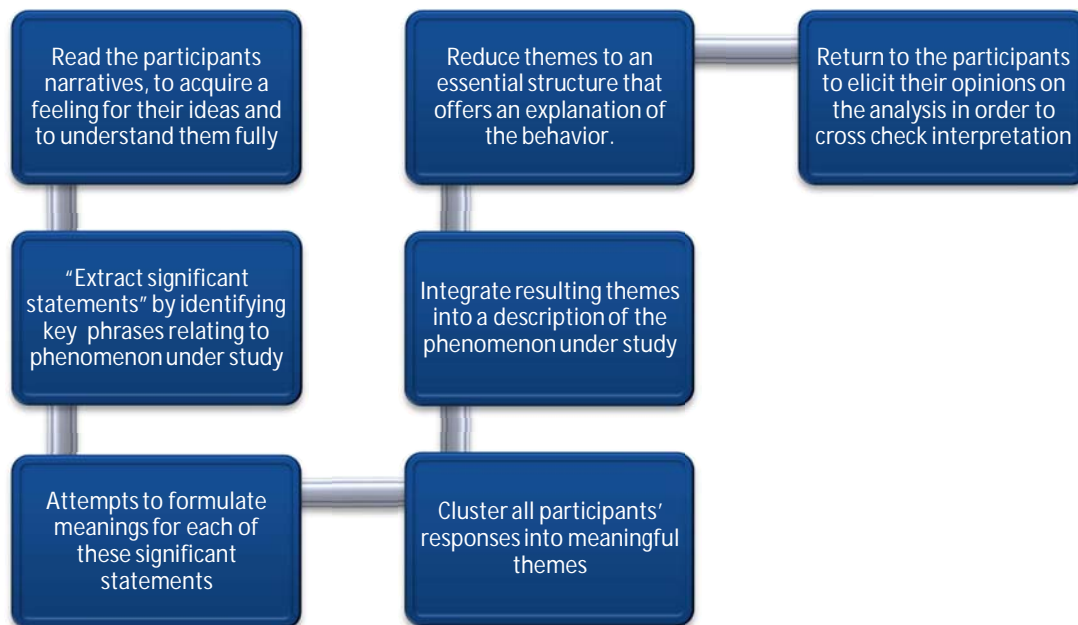 Read the participants
narratives, to acquire a
feeling for their ideas and
to understand them fully
"Extract significant
statements" by identifying
key phrases relating to
phenomenon under study
Attempts to formulate
meanings for each of
these significant
statements
Cluster all participants'
responses into meaningful
themes
Integrate resulting themes
into a description of the
phenomenon under study
Reduce themes to an
essential structure that
offers an explanation of
the behavior.
Return to the participants
to elicit their opinions on
the analysis in order to
cross check interpretation